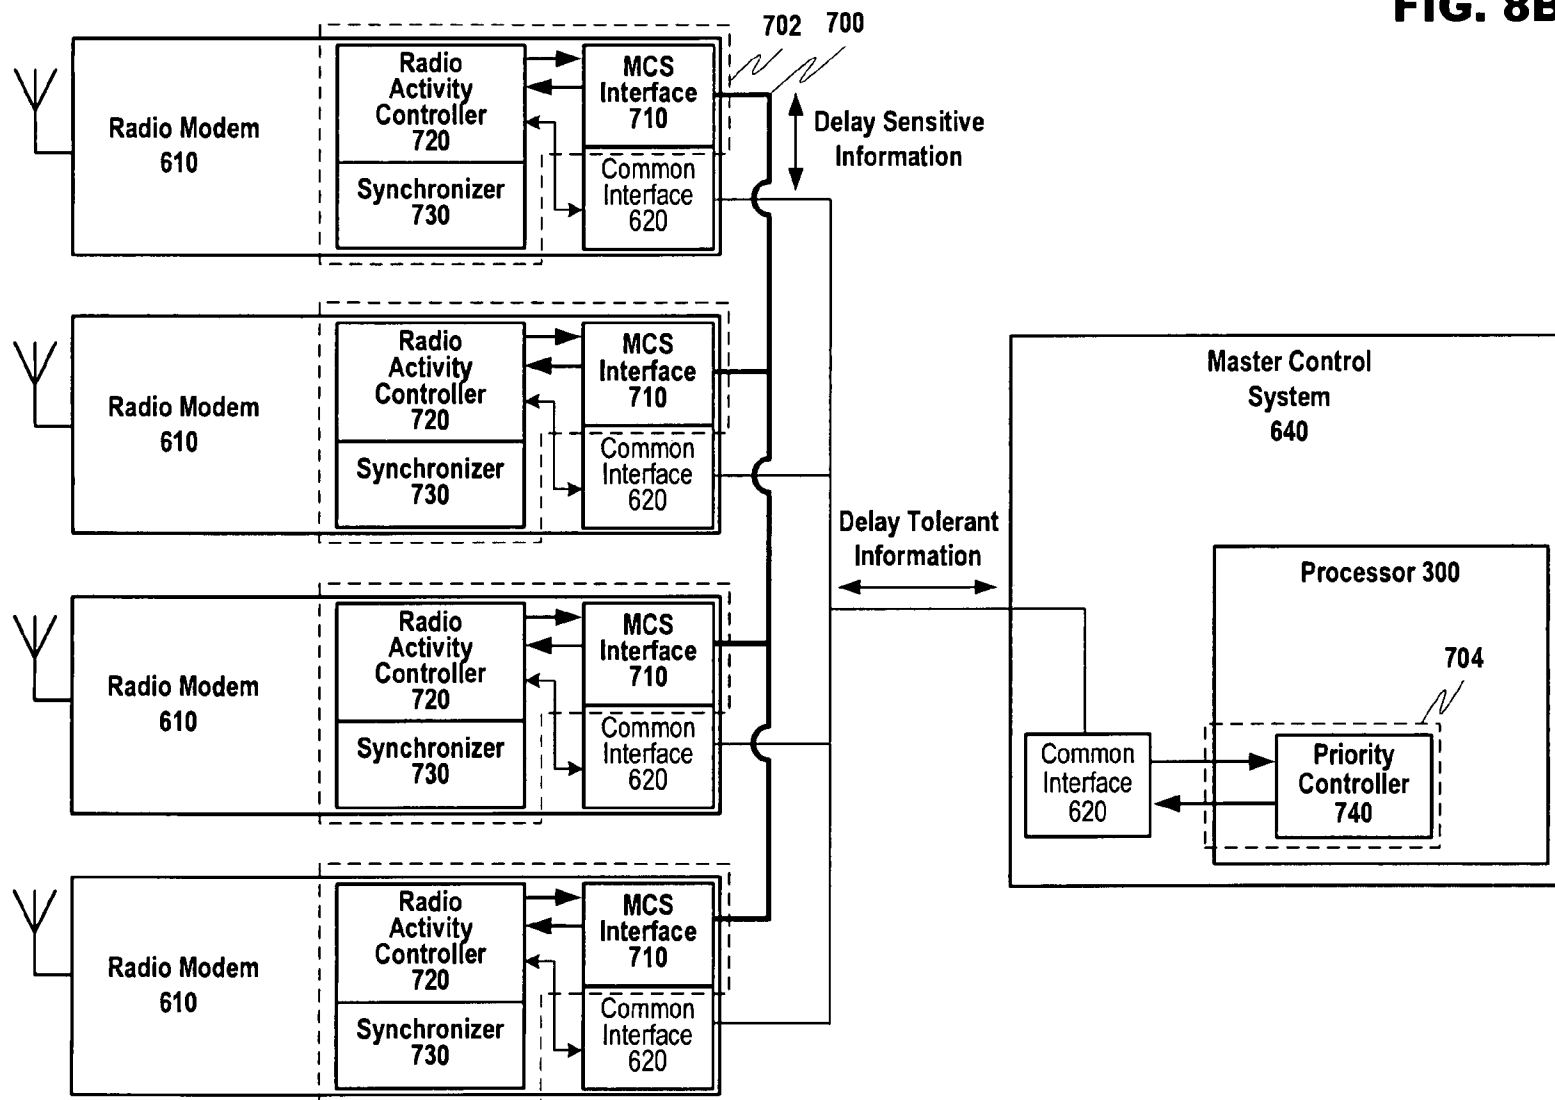 FIG. 8B
702 700
Radio Modem
610
Radio
Activity
Controller
720
Synchronizer
730
MCS
Interface
710
Common
Interface
620
Delay Sensitive
Information
Radio Modem
610
Radio
Activity
Controller
720
Synchronizer
730
MCS
Interface
710
Common
Interface
620
Radio Modem
610
Radio
Activity
Controller
720
Synchronizer
730
MCS
Interface
710
Common
Interface
620
Radio Modem
610
Radio
Activity
Controller
720
Synchronizer
730
MCS
Interface
710
Common
Interface
620
Delay Tolerant
Information
Master Control
System
640
Processor 300
704
Common
Interface
620
Priority
Controller
740